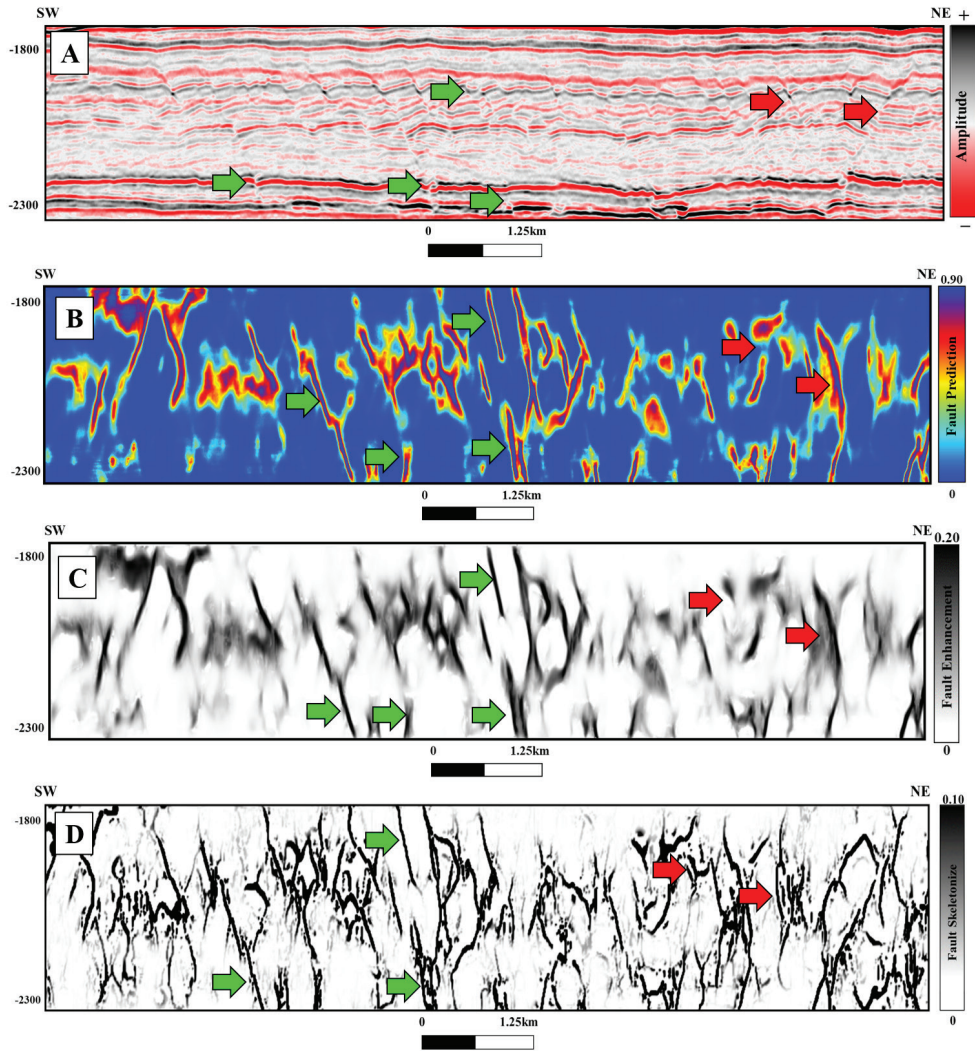 SW NE +
-1800 A
Amplitude
-2300
–
0 1.25km
SW NE 0.90
-1800 B
Fault Prediction
-2300
0
0 1.25km
SW NE 0.20
-1800 C
Fault Enhancement
-2300
0
0 1.25km
SW NE 0.10
-1800 D
Fault Skeletonize
-2300
0
0 1.25km